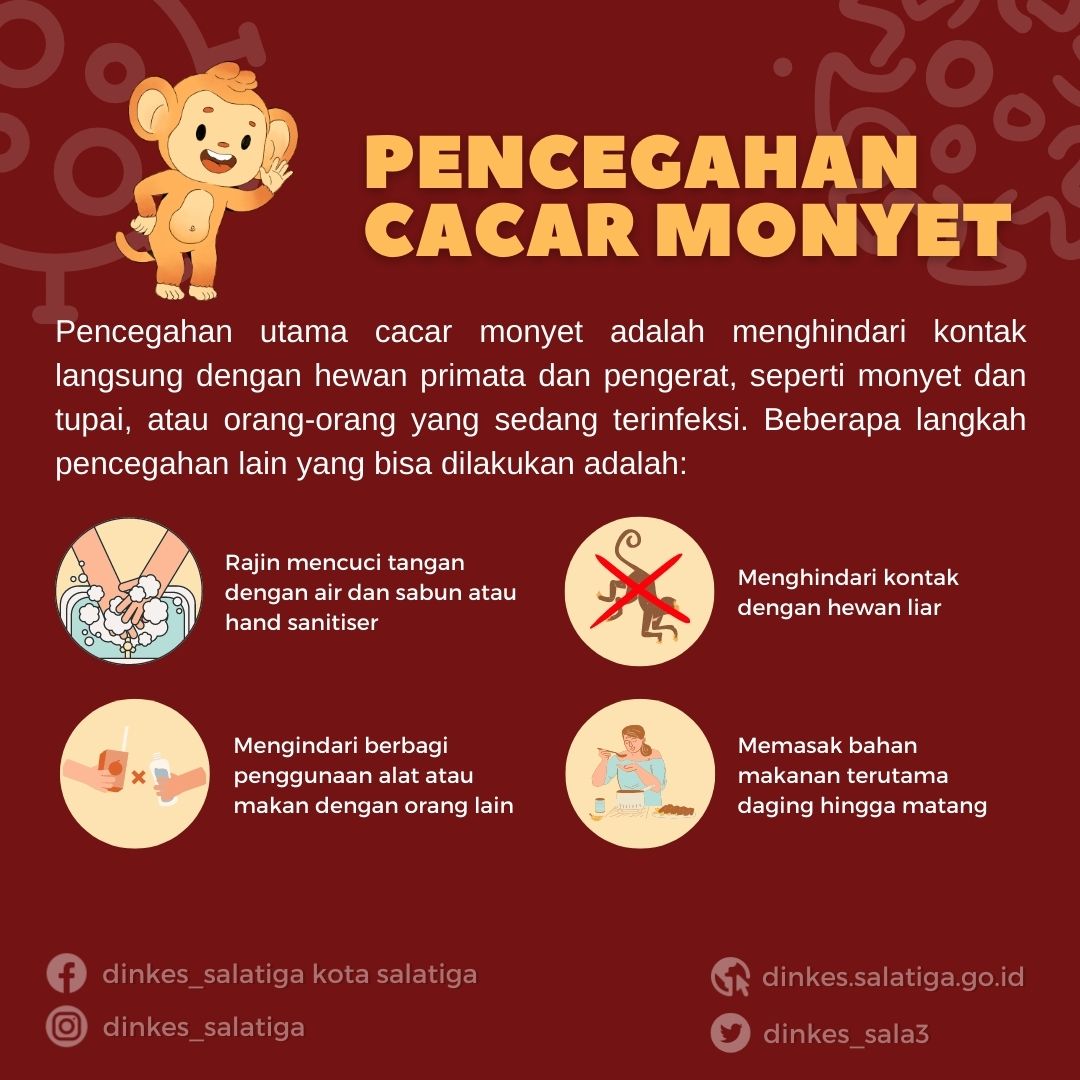 PENCEGAHAN
CACAR MONYET
Pencegahan utama cacar monyet adalah menghindari kontak
langsung dengan hewan primata dan pengerat, seperti monyet dan
tupai, atau orang-orang yang sedang terinfeksi. Beberapa langkah
pencegahan lain yang bisa dilakukan adalah:
Rajin mencuci tangan
dengan air dan sabun atau
hand sanitiser
Menghindari kontak
dengan hewan liar
Mengindari berbagi
penggunaan alat atau
makan dengan orang lain
Memasak bahan
makanan terutama
daging hingga matang
dinkes_salatiga kota salatiga
dinkes_salatiga
dinkes.salatiga.go.id
dinkes_sala3